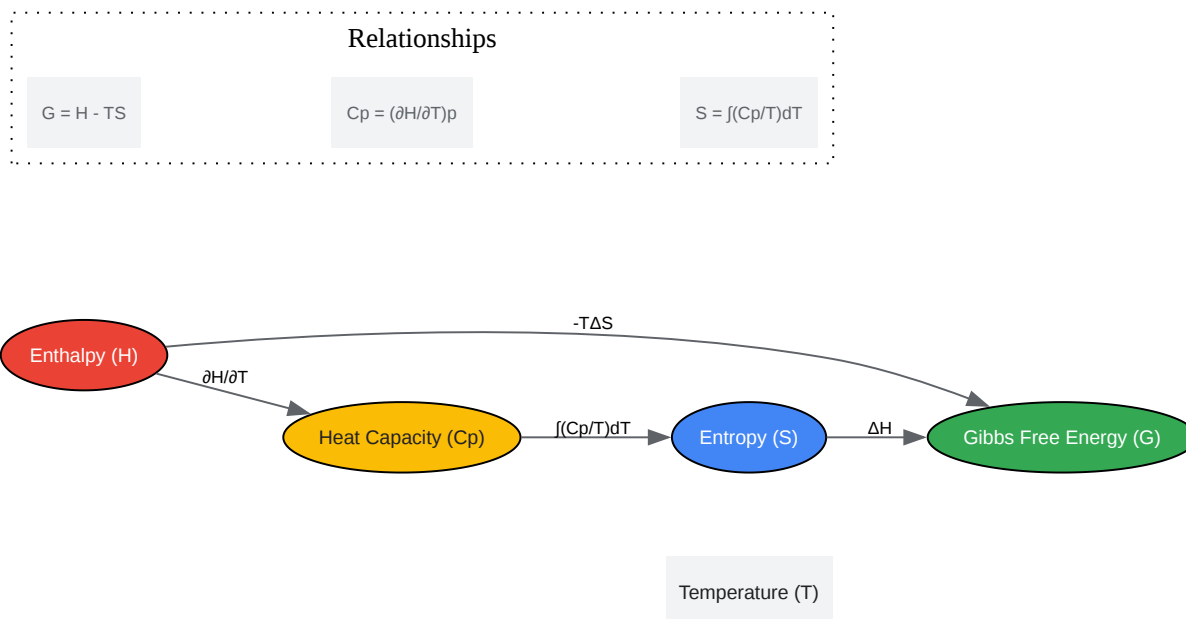 Relationships
G = H - TS
Cp = (∂H/∂T)p
S = ∫(Cp/T)dT
-TΔS
Enthalpy (H)
∂H/∂T
Heat Capacity (Cp)
∫(Cp/T)dT
Entropy (S)
ΔH
Gibbs Free Energy (G)
Temperature (T)